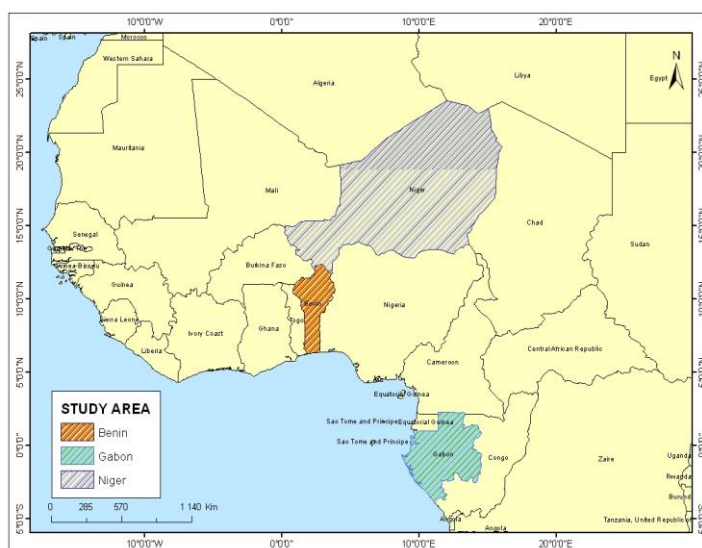 10°0'0"W 0°0'0" 10°0'0"E 20°0'0"E
Spain Spain Morocco
Western Sahara
Algeria
Libya
Egypt
N
25°0'0"N 25°0'0"N
20°0'0"N 20°0'0"N
Mauritania
Mali
Niger
Chad
Sudan
15°0'0"N 15°0'0"N
Senegal
Guinea-Bissau
Burkina Faso
Guinea
Benin
Nigeria
10°0'0"N 10°0'0"N
Sierra Leone
Ivory Coast
Ghana
Togo
Liberia
Cameroon
Central African Republic
5°0'0"N 5°0'0"N
Equatorial Guinea
Sao Tome and Principe Equatorial Guinea
Sao Tome and Principe
Gabon
Congo
Zaire
Uganda
Rwanda
Burundi
0°0'0" 0°0'0"
Angola
Angola
Tanzania, United Republic of
5°0'0"S 5°0'0"S
STUDY AREA
Benin
Gabon
Niger
0 285 570 1 140 Km
10°0'0"W 0°0'0" 10°0'0"E 20°0'0"E